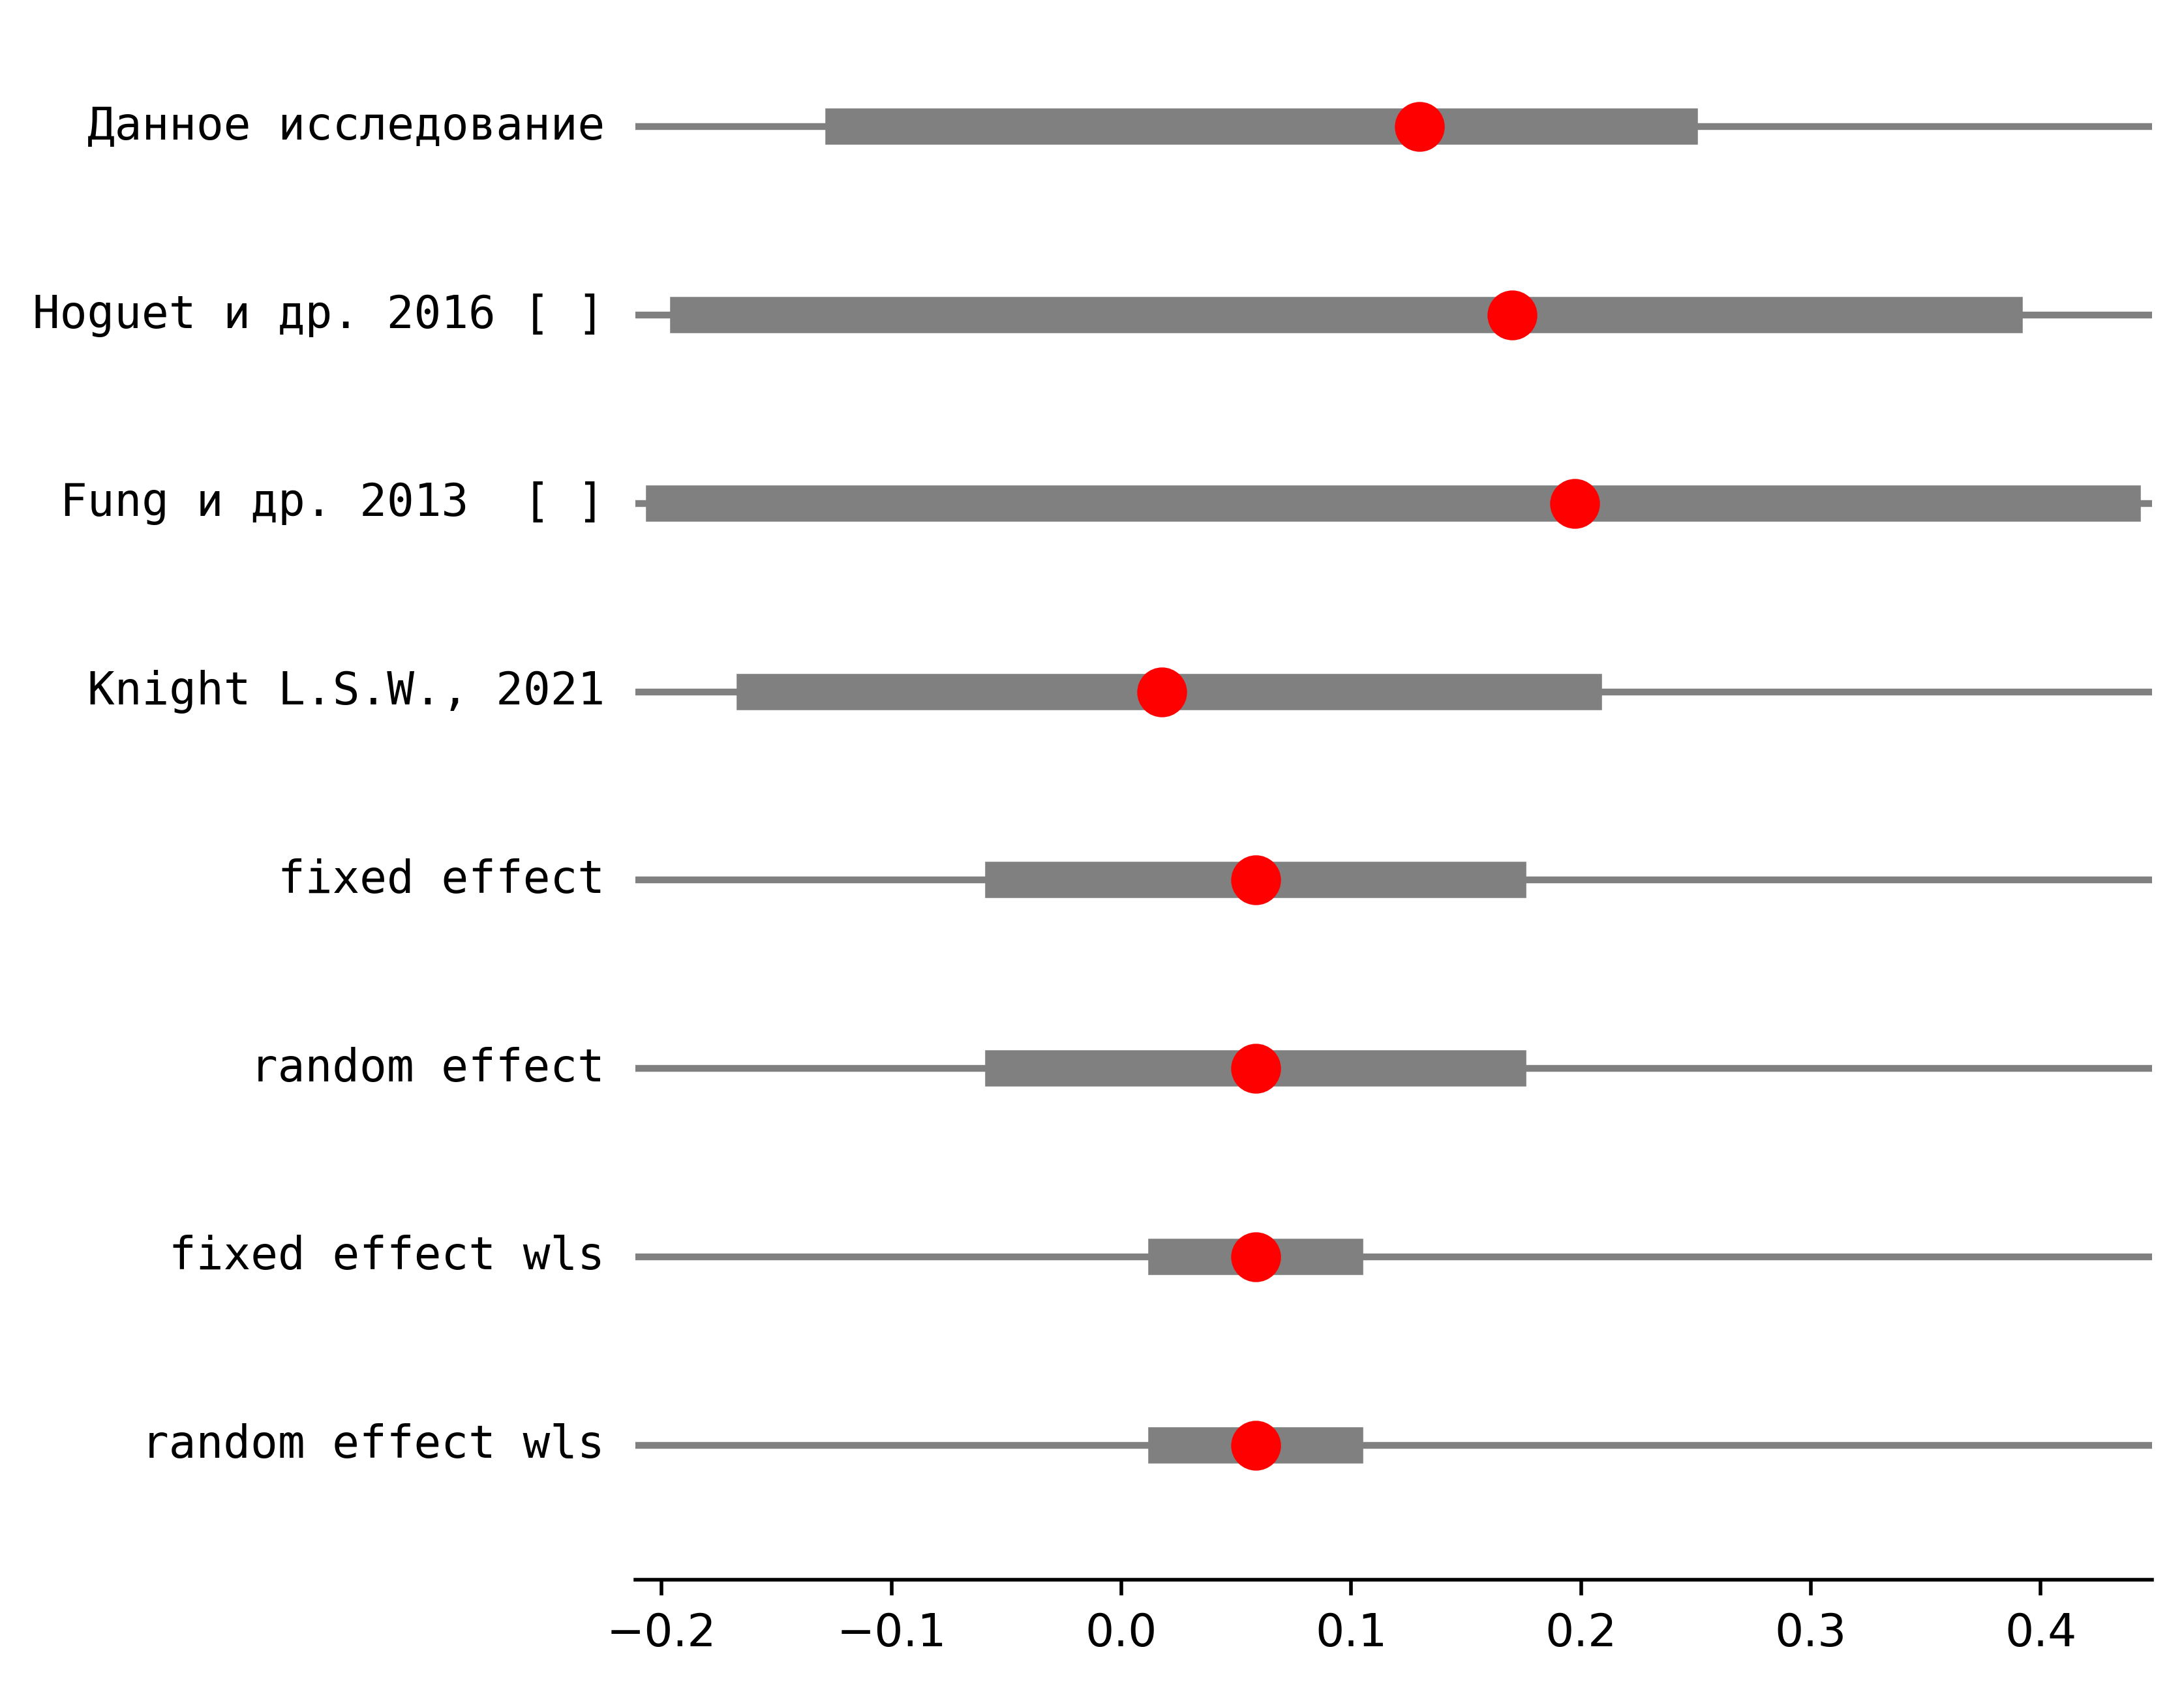 Данное исследование
Hoguet и др. 2016 [ ]
Fung и др. 2013  [ ]
Knight L.S.W., 2021
fixed effect
random effect
fixed effect wls
random effect wls
−0.2 −0.1 0.0 0.1 0.2 0.3 0.4